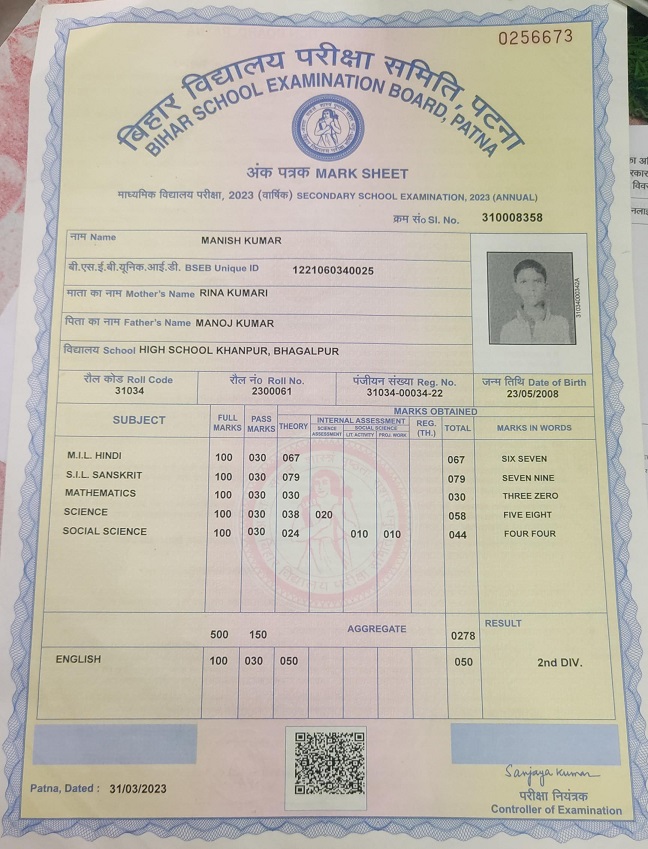 0256673
बिहार विद्यालय परीक्षा समिति, पटना
BIHAR SCHOOL EXAMINATION BOARD, PATNA
अंक पत्रक MARK SHEET
माध्यमिक विद्यालय परीक्षा, 2023 (वार्षिक) SECONDARY SCHOOL EXAMINATION, 2023 (ANNUAL)
क्रम सं० Sl. No. 310008358
नाम Name MANISH KUMAR
बी.एस.ई.बी.यूनिक.आई.डी. BSEB Unique ID 1221060340025
माता का नाम Mother's Name RINA KUMARI
पिता का नाम Father's Name MANOJ KUMAR
विद्यालय School HIGH SCHOOL KHANPUR, BHAGALPUR
रौल कोड Roll Code रौल नं० Roll No. पंजीयन संख्या Reg. No. जन्म तिथि Date of Birth
31034 2300061 31034-00034-22 23/05/2008
SUBJECT FULL MARKS PASS MARKS MARKS OBTAINED
THEORY INTERNAL ASSESSMENT REG. (TH.) TOTAL MARKS IN WORDS
SCIENCE ASSESSMENT SOCIAL SCIENCE
LIT. ACTIVITY PROJ. WORK
M.I.L. HINDI 100 030 067 067 SIX SEVEN
S.I.L. SANSKRIT 100 030 079 079 SEVEN NINE
MATHEMATICS 100 030 030 030 THREE ZERO
SCIENCE 100 030 038 020 058 FIVE EIGHT
SOCIAL SCIENCE 100 030 024 010 010 044 FOUR FOUR
500 150 AGGREGATE 0278 RESULT
ENGLISH 100 030 050 050 2nd DIV.
Patna, Dated : 31/03/2023
Sanjaya Kumar
परीक्षा नियंत्रक
Controller of Examination